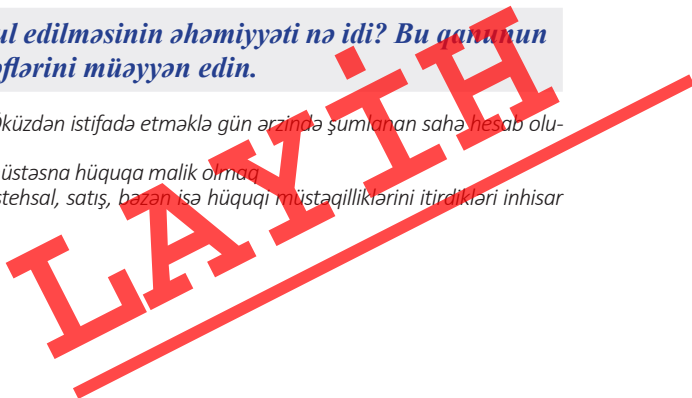 ul edilməsinin əhəmiyyəti nə idi? Bu qanunun
əflərini müəyyən edin.
Öküzdən istifadə etməklə gün ərzində şumlanan sahə hesab olu-
üstəsna hüquqa malik olmaq
stehsal, satış, bəzən isə hüquqi müstəqilliklərini itirdikləri inhisar
LAYİH